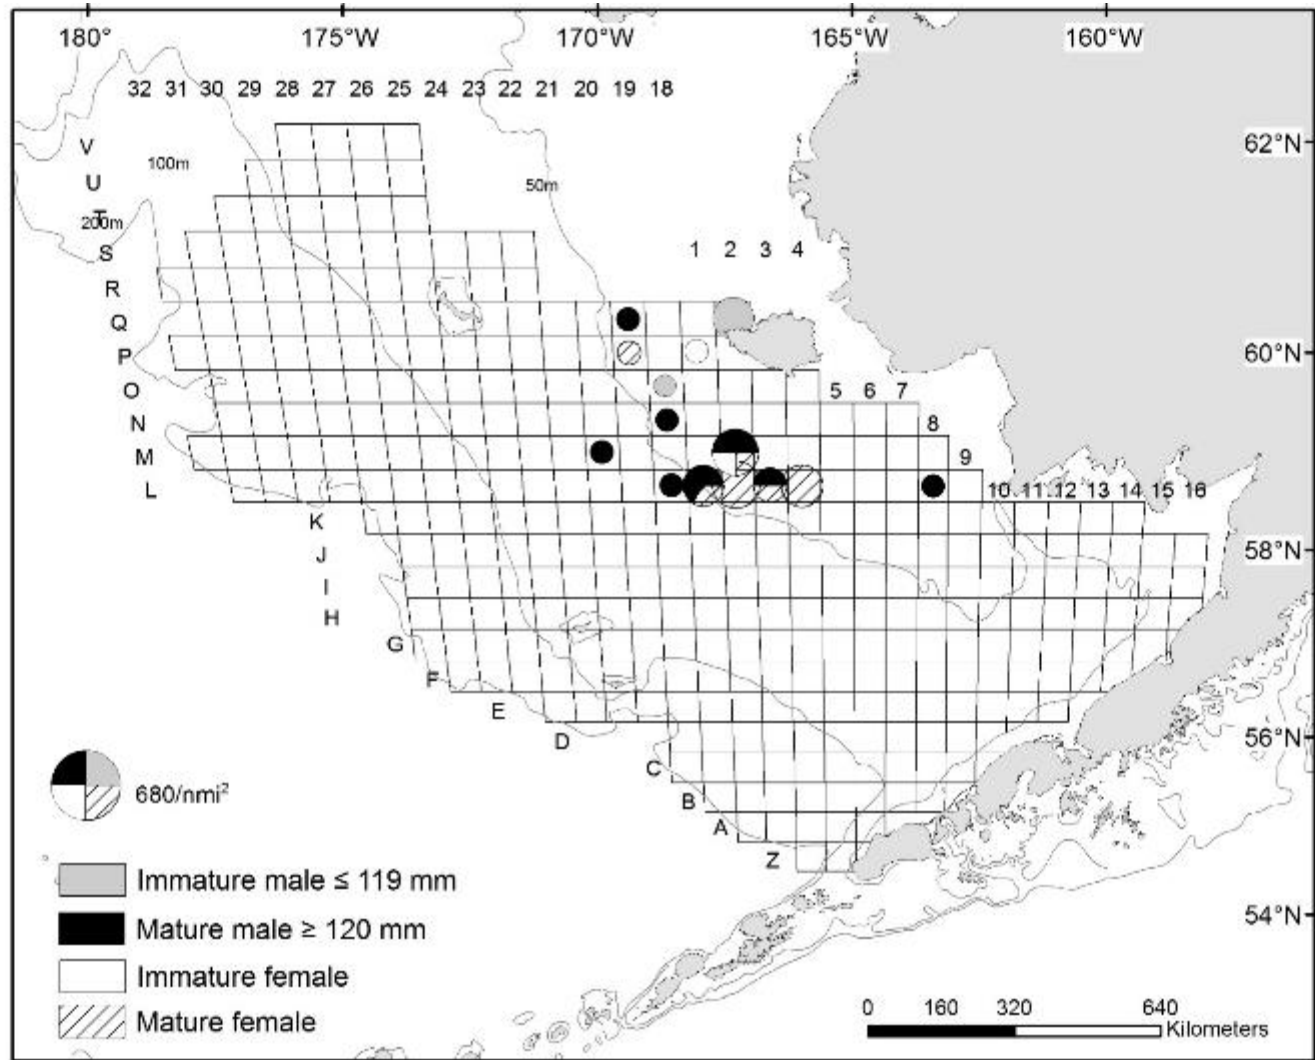 180° 175°W 170°W 165°W 160°W
32 31 30 29 28 27 26 25 24 23 22 21 20 19 18
62°N
V
100m
U
50m
T
200m
S
1 2 3 4
R
Q
60°N
P
O
5 6 7
N
8
M
9
L
10 11 12 13 14 15 16
K
J
58°N
I
H
G
F
E
D
56°N
C
B
680/nmi²
A
Z
Immature male ≤ 119 mm
Mature male ≥ 120 mm
54°N
Immature female
Mature female
0 160 320 640
Kilometers